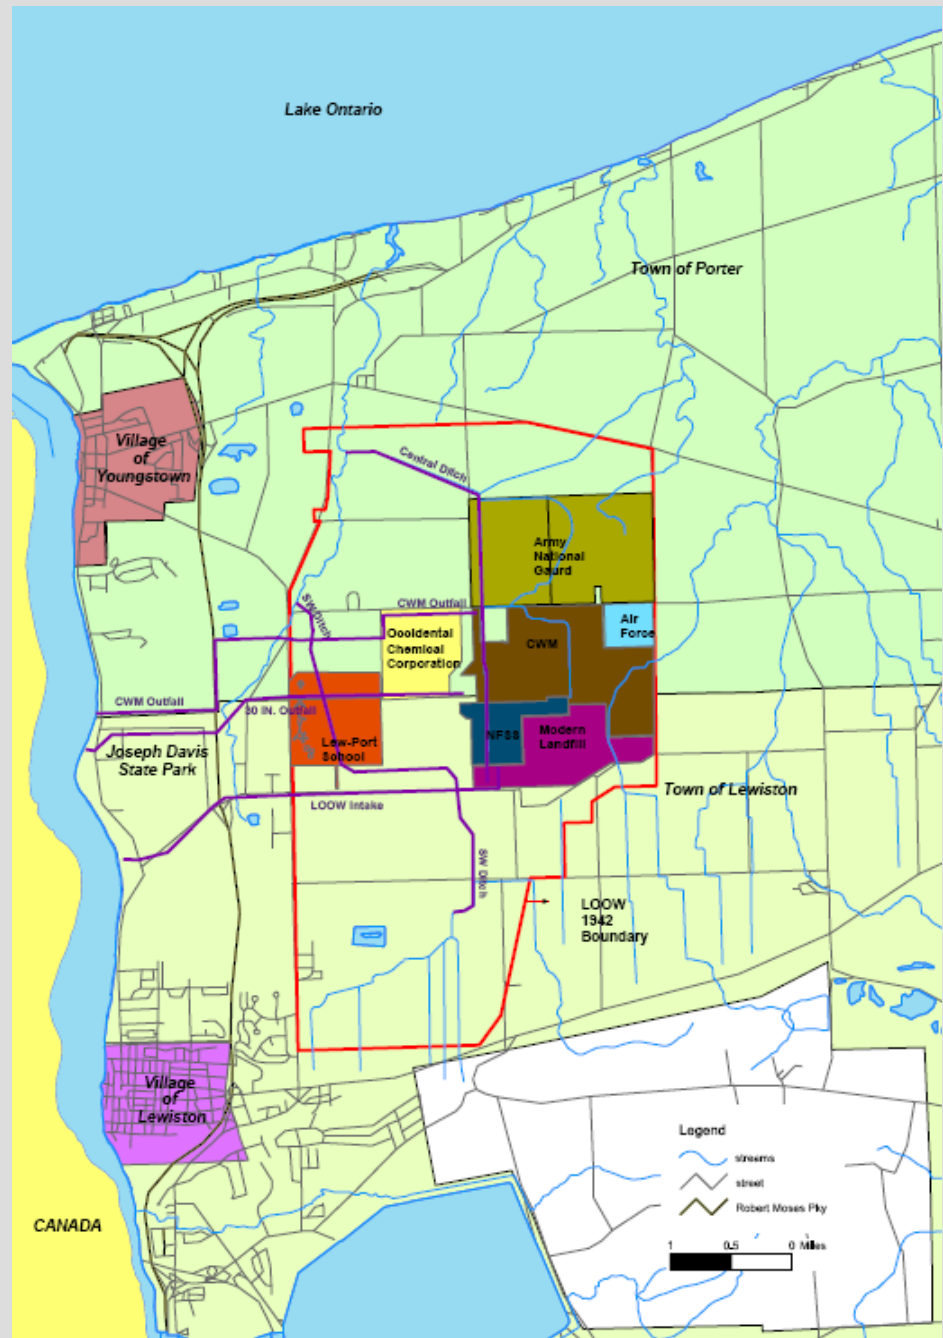 Lake Ontario
Town of Porter
Village
of
Youngstown
Central Ditch
Army
National
Gaurd
SWDitch
CWM Outfall
Occidental
Chemical
Corporation
Air
Force
CWM
CWM Outfall
30 IN. Outfall
Lew-Port
School
NFSS
Modern
Landfill
Joseph Davis
State Park
Town of Lewiston
LOOW Intake
SW Ditch
LOOW
1942
Boundary
Village
of
Lewiston
CANADA
Legend
streams
street
Robert Moses Pky
1 0.5 0 Miles